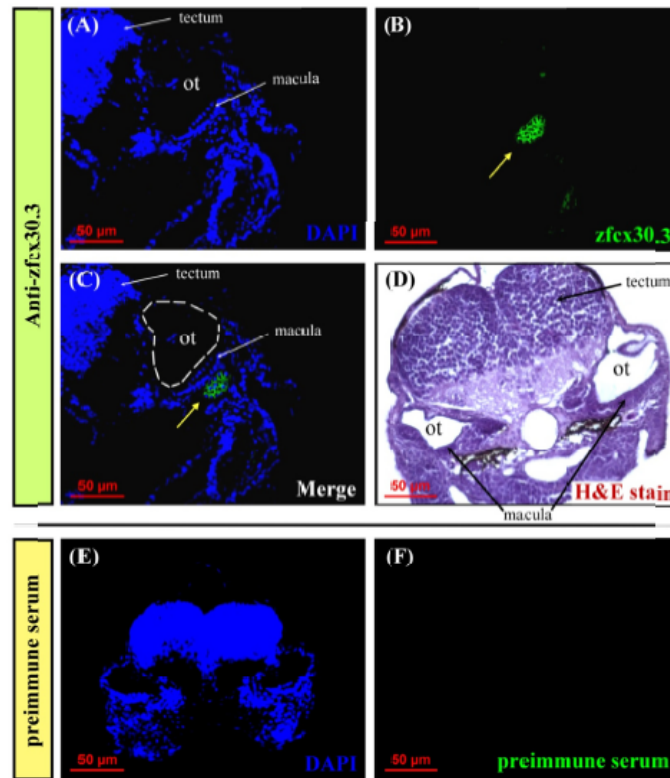 Anti-zfcx30.3
(A)
tectum
ot
macula
50 µm
DAPI
(B)
50 µm
zfcx30.3
(C)
tectum
ot
macula
50 µm
Merge
(D)
tectum
ot
ot
50 µm
H&E stain
macula
preimmune serum
(E)
50 µm
DAPI
(F)
50 µm
preimmune serum